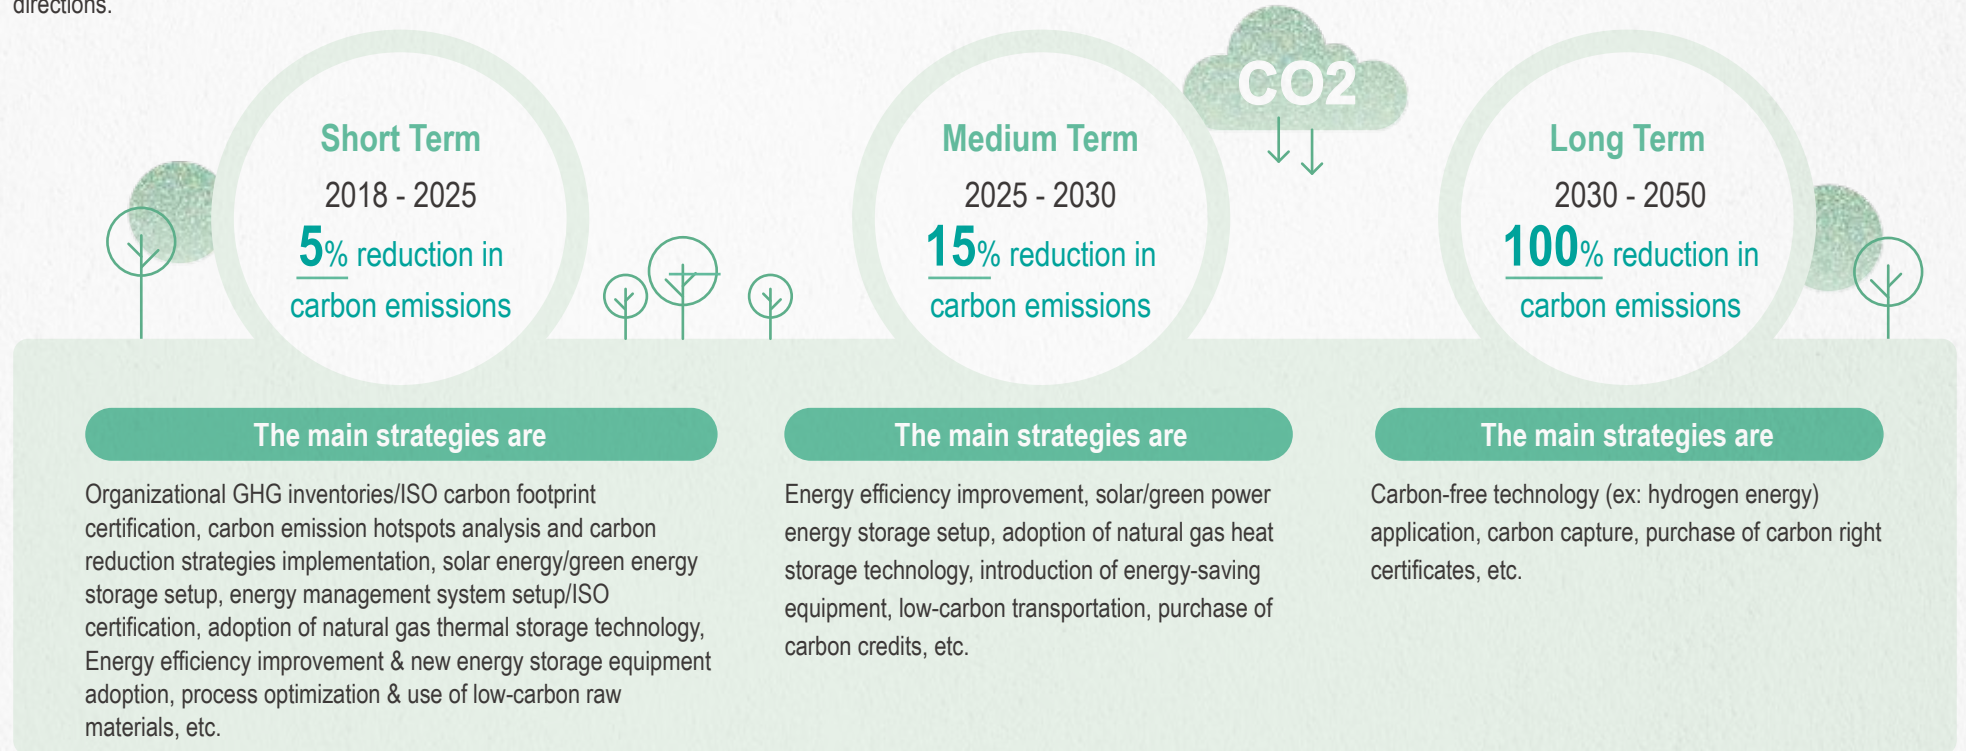 directions.
CO2
Short Term
2018 - 2025
5% reduction in
carbon emissions
Medium Term
2025 - 2030
15% reduction in
carbon emissions
Long Term
2030 - 2050
100% reduction in
carbon emissions
The main strategies are
Organizational GHG inventories/ISO carbon footprint
certification, carbon emission hotspots analysis and carbon
reduction strategies implementation, solar energy/green energy
storage setup, energy management system setup/ISO
certification, adoption of natural gas thermal storage technology,
Energy efficiency improvement & new energy storage equipment
adoption, process optimization & use of low-carbon raw
materials, etc.
The main strategies are
Energy efficiency improvement, solar/green power
energy storage setup, adoption of natural gas heat
storage technology, introduction of energy-saving
equipment, low-carbon transportation, purchase of
carbon credits, etc.
The main strategies are
Carbon-free technology (ex: hydrogen energy)
application, carbon capture, purchase of carbon right
certificates, etc.